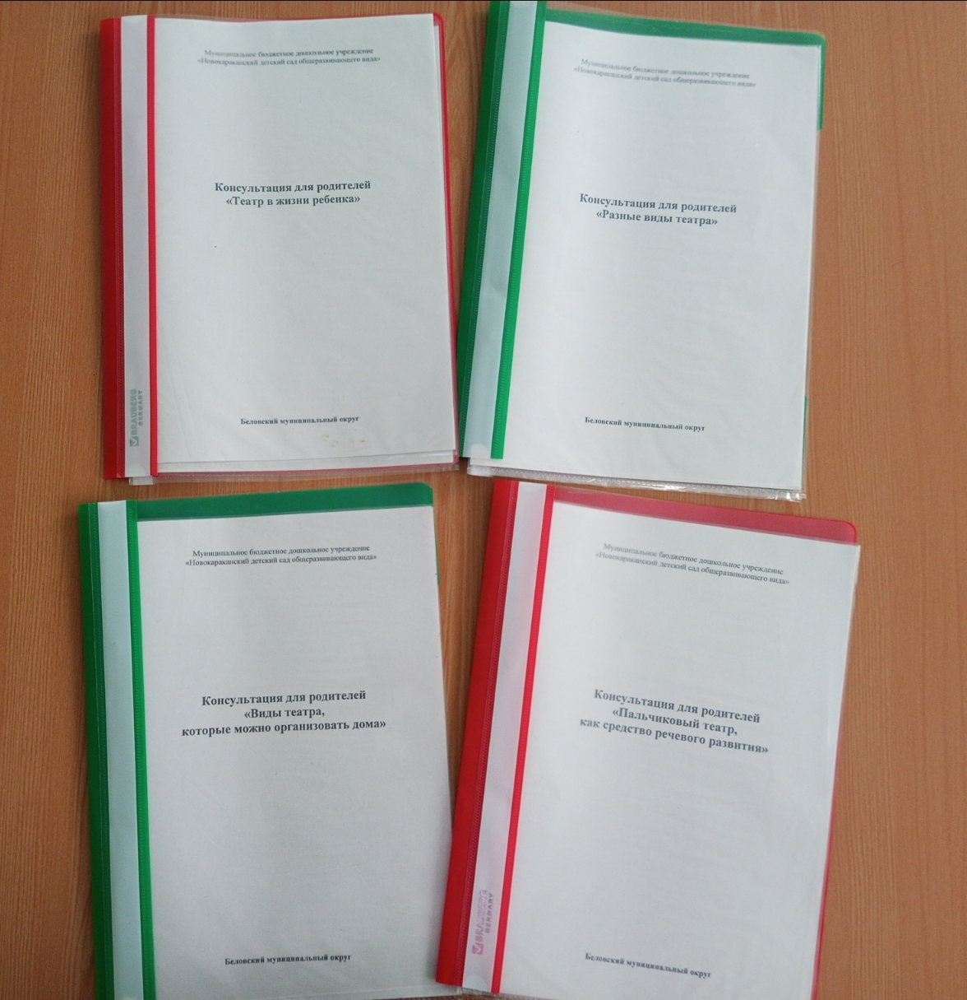 Муниципальное бюджетное дошкольное учреждение
«Новокараканский детский сад общеразвивающего вида»
Консультация для родителей
«Театр в жизни ребенка»
Беловский муниципальный округ
BRAUBERG
GERMANY
Муниципальное бюджетное дошкольное учреждение
«Новокараканский детский сад общеразвивающего вида»
Консультация для родителей
«Разные виды театра»
Беловский муниципальный округ
Муниципальное бюджетное дошкольное учреждение
«Новокараканский детский сад общеразвивающего вида»
Консультация для родителей
«Виды театра,
которые можно организовать дома»
Беловский муниципальный округ
Муниципальное бюджетное дошкольное учреждение
«Новокараканский детский сад общеразвивающего вида»
Консультация для родителей
«Пальчиковый театр,
как средство речевого развития»
Беловский муниципальный округ
BRAUBERG
GERMANY